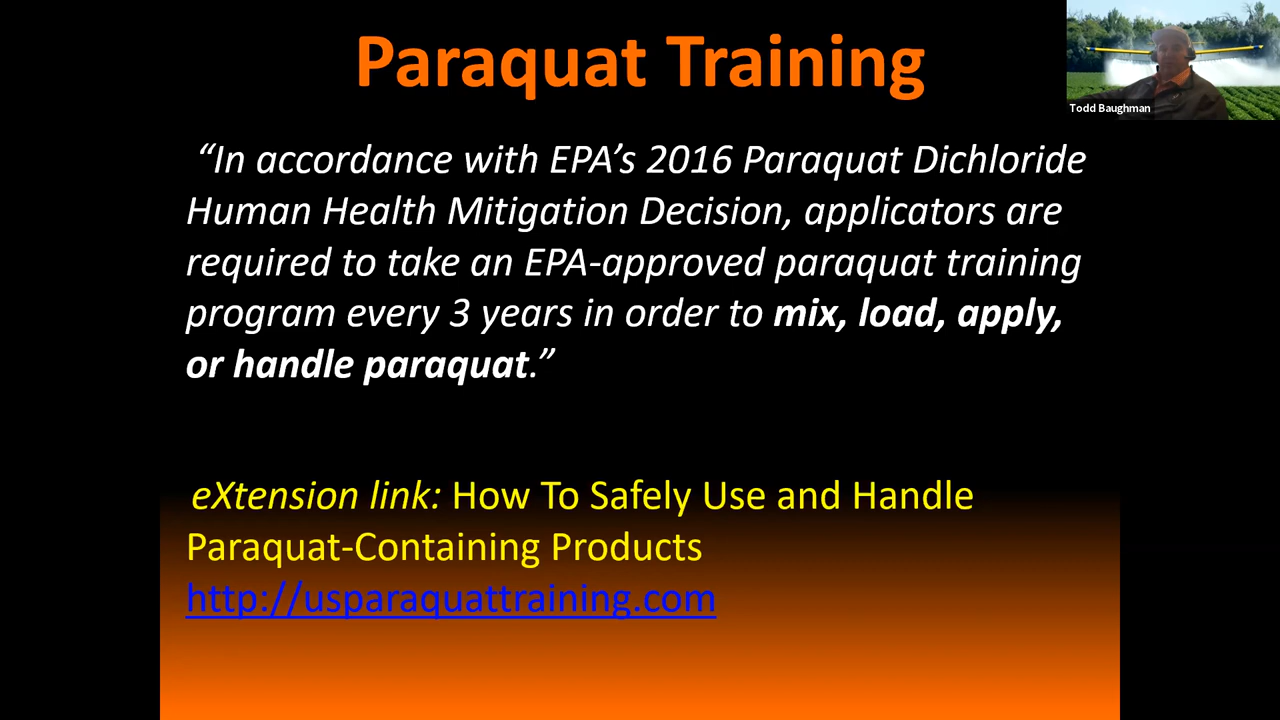 Paraquat Training
Todd Baughman
“In accordance with EPA’s 2016 Paraquat Dichloride
Human Health Mitigation Decision, applicators are
required to take an EPA-approved paraquat training
program every 3 years in order to mix, load, apply,
or handle paraquat.”
eXtension link: How To Safely Use and Handle
Paraquat-Containing Products
http://usparaquattraining.com